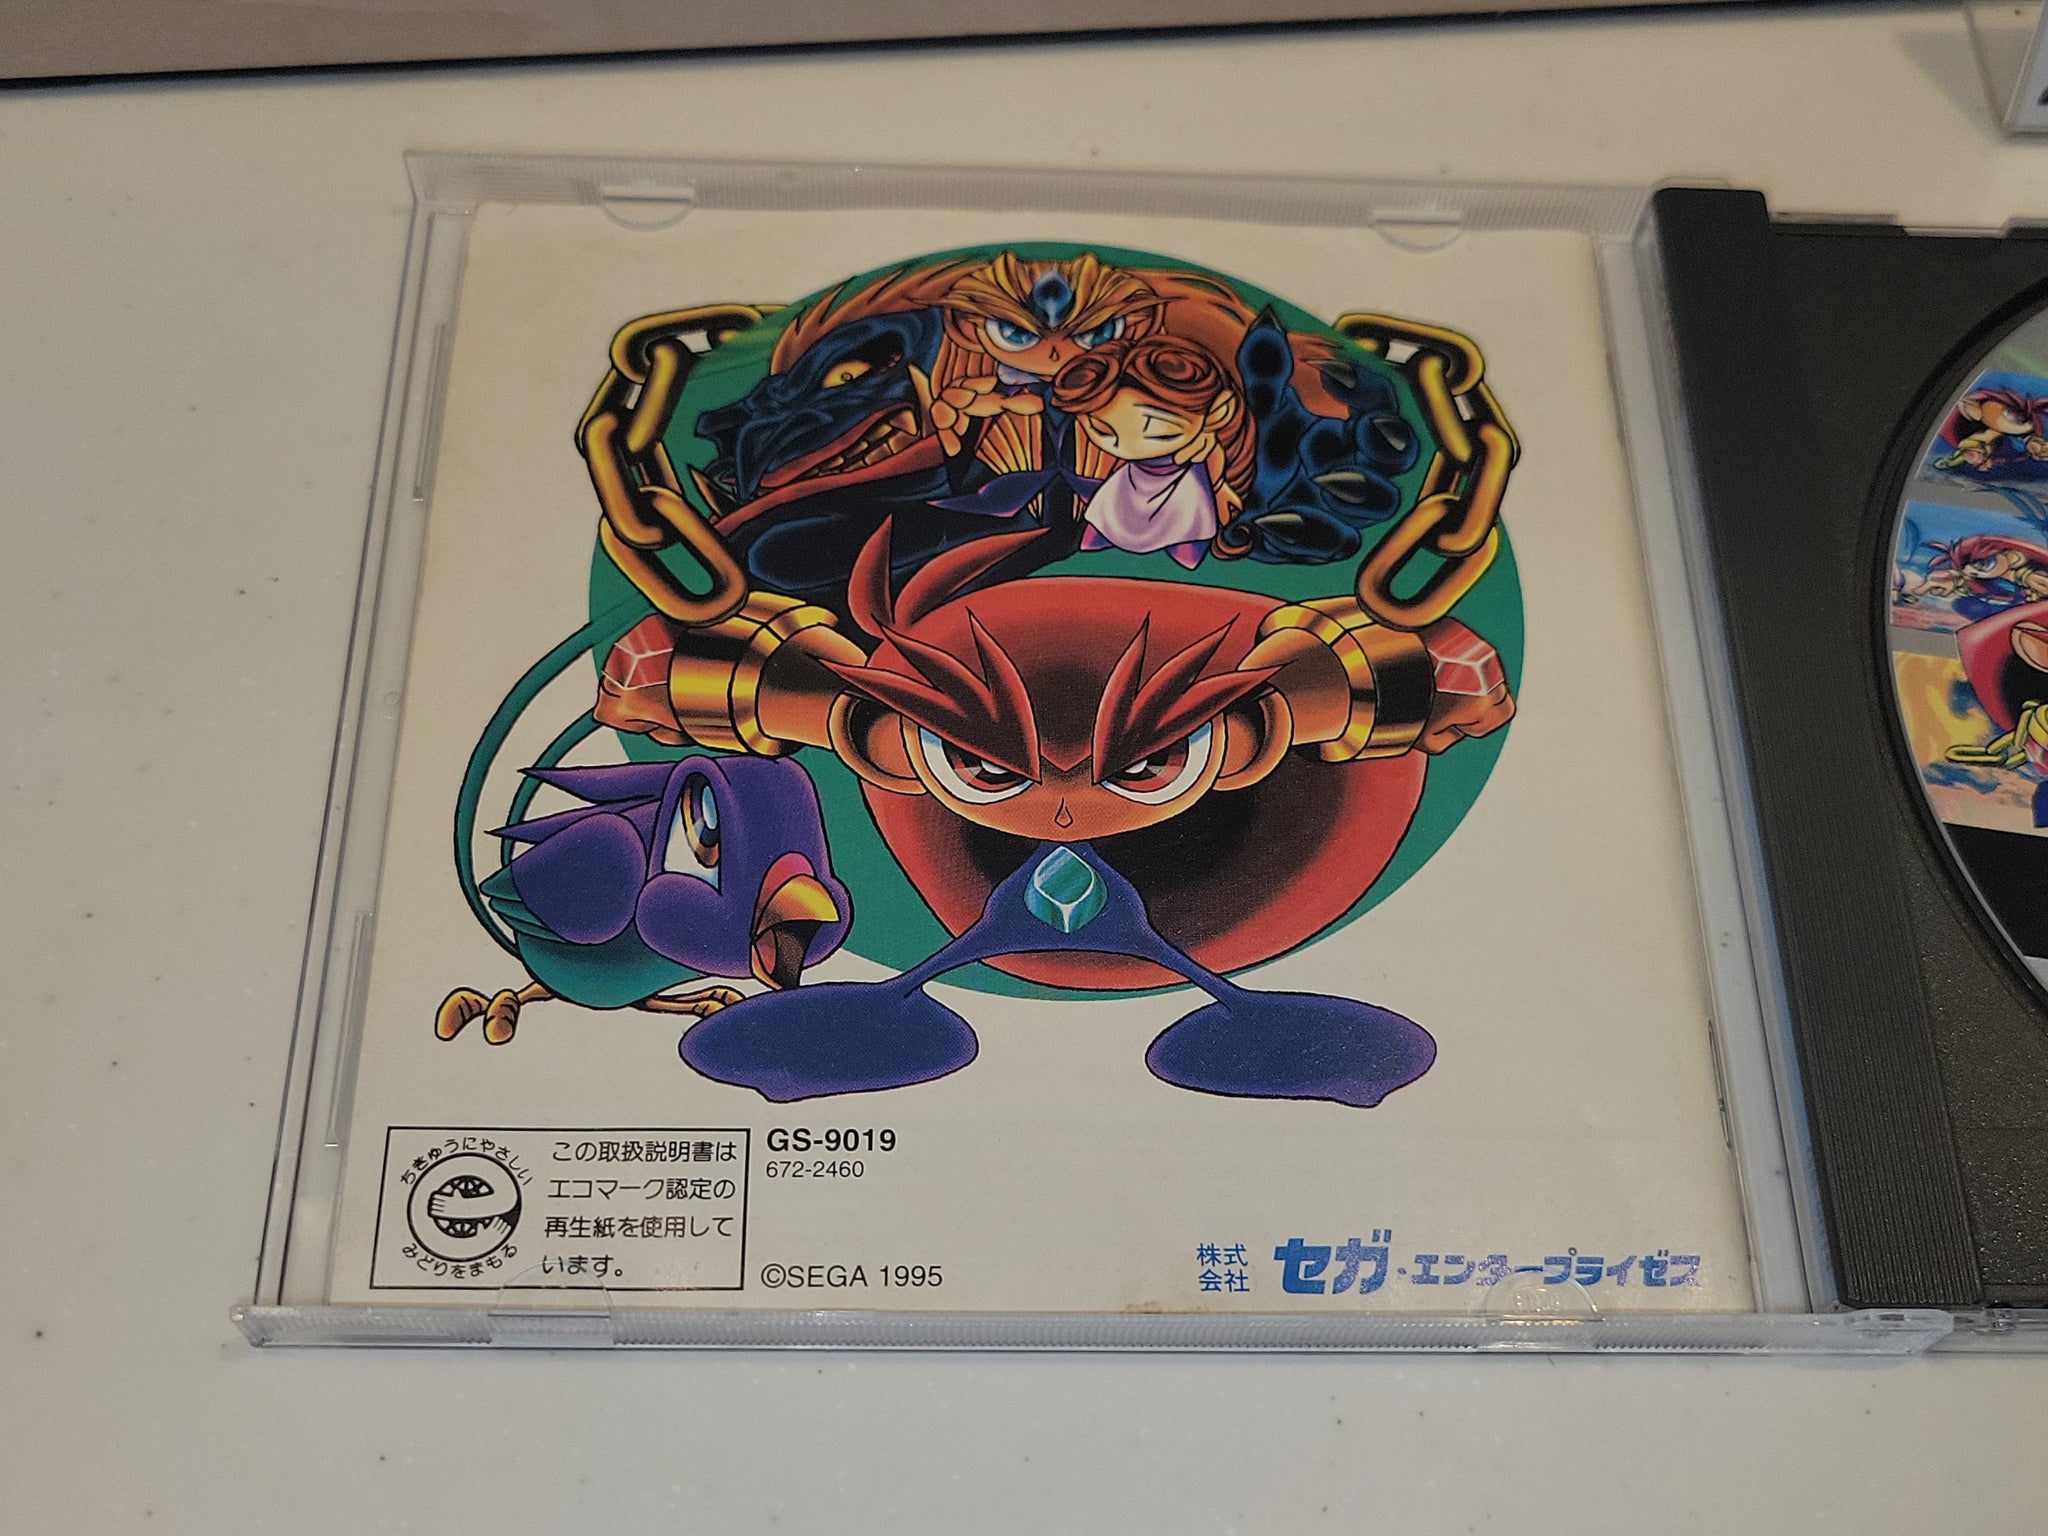 ちきゅうにやさしい
みどりをまもる
この取扱説明書は
エコマーク認定の
再生紙を使用して
います。
GS-9019
672-2460
©SEGA 1995
株式
会社
セガ・エンタープライゼス